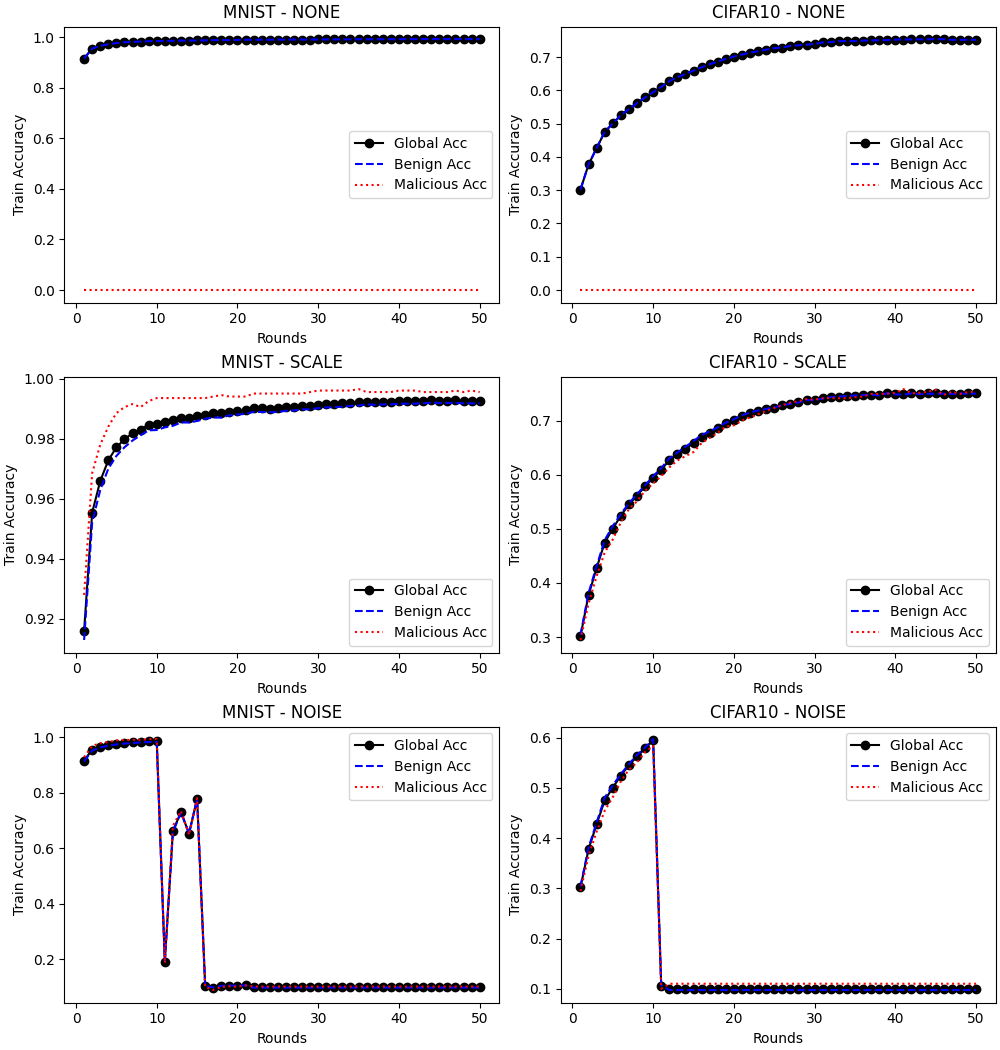 MNIST - NONE
1.0
0.8
0.6
0.4
0.2
0.0
Train Accuracy
Global Acc
Benign Acc
Malicious Acc
0 10 20 30 40 50
Rounds
CIFAR10 - NONE
0.7
0.6
0.5
0.4
0.3
0.2
0.1
0.0
Train Accuracy
Global Acc
Benign Acc
Malicious Acc
0 10 20 30 40 50
Rounds
MNIST - SCALE
1.00
0.98
0.96
0.94
0.92
Train Accuracy
Global Acc
Benign Acc
Malicious Acc
0 10 20 30 40 50
Rounds
CIFAR10 - SCALE
0.7
0.6
0.5
0.4
0.3
Train Accuracy
Global Acc
Benign Acc
Malicious Acc
0 10 20 30 40 50
Rounds
MNIST - NOISE
1.0
0.8
0.6
0.4
0.2
Train Accuracy
Global Acc
Benign Acc
Malicious Acc
0 10 20 30 40 50
Rounds
CIFAR10 - NOISE
0.6
0.5
0.4
0.3
0.2
0.1
Train Accuracy
Global Acc
Benign Acc
Malicious Acc
0 10 20 30 40 50
Rounds